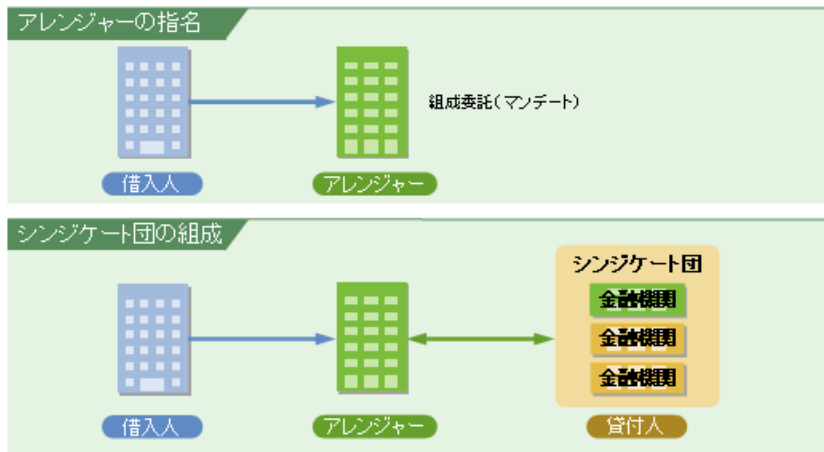 アレンジャーの指名
組成委託(マンデート)
借入人
アレンジャー
シンジケート団の組成
シンジケート団
金融機関
金融機関
金融機関
借入人
アレンジャー
貸付人